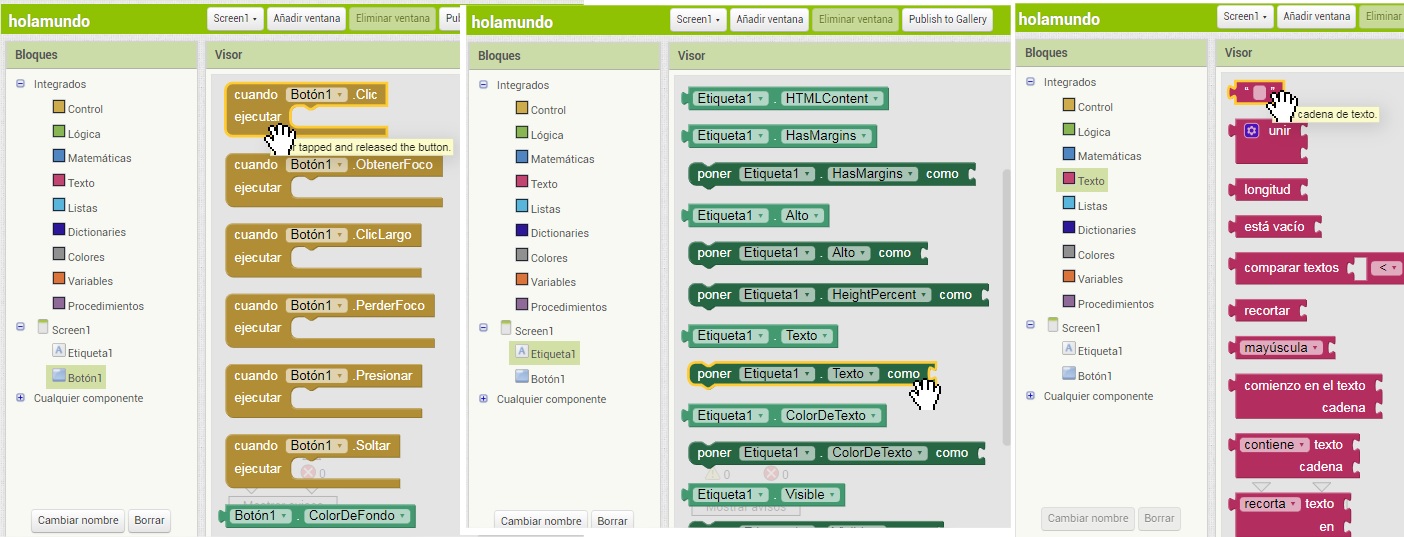 holamundo
Screen1
Añadir ventana
Eliminar ventana
Bloques
Visor
Integrados
Control
Lógica
Matemáticas
Texto
Listas
Dictionaries
Colores
Variables
Procedimientos
Screen1
Etiqueta1
Botón1
Cualquier componente
Cambiar nombre
Borrar
cuando Botón1 .Clic
ejecutar
tapped and released the button.
cuando Botón1 .ObtenerFoco
ejecutar
cuando Botón1 .ClicLargo
ejecutar
cuando Botón1 .PerderFoco
ejecutar
cuando Botón1 .Presionar
ejecutar
cuando Botón1 .Soltar
ejecutar
0
Mostrar avisos
Botón1 . ColorDeFondo
holamundo
Screen1
Añadir ventana
Eliminar ventana
Publish to Gallery
Bloques
Visor
Integrados
Control
Lógica
Matemáticas
Texto
Listas
Dictionaries
Colores
Variables
Procedimientos
Screen1
Etiqueta1
Botón1
Cualquier componente
Cambiar nombre
Borrar
Etiqueta1 . HTMLContent
Etiqueta1 . HasMargins
poner Etiqueta1 . HasMargins como
Etiqueta1 . Alto
poner Etiqueta1 . Alto como
poner Etiqueta1 . HeightPercent como
Etiqueta1 . Texto
poner Etiqueta1 . Texto como
Etiqueta1 . ColorDeTexto
poner Etiqueta1 . ColorDeTexto como
0 0
Etiqueta1 . Visible
Mostrar avisos
holamundo
Screen1
Añadir ventana
Eliminar
Bloques
Visor
Integrados
Control
Lógica
Matemáticas
Texto
Listas
Dictionaries
Colores
Variables
Procedimientos
Screen1
Etiqueta1
Botón1
Cualquier componente
Cambiar nombre
Borrar
" "
cadena de texto.
unir
longitud
está vacío
comparar textos <
recortar
mayúscula
comienzo en el texto
cadena
contiene texto
cadena
recorta texto
en